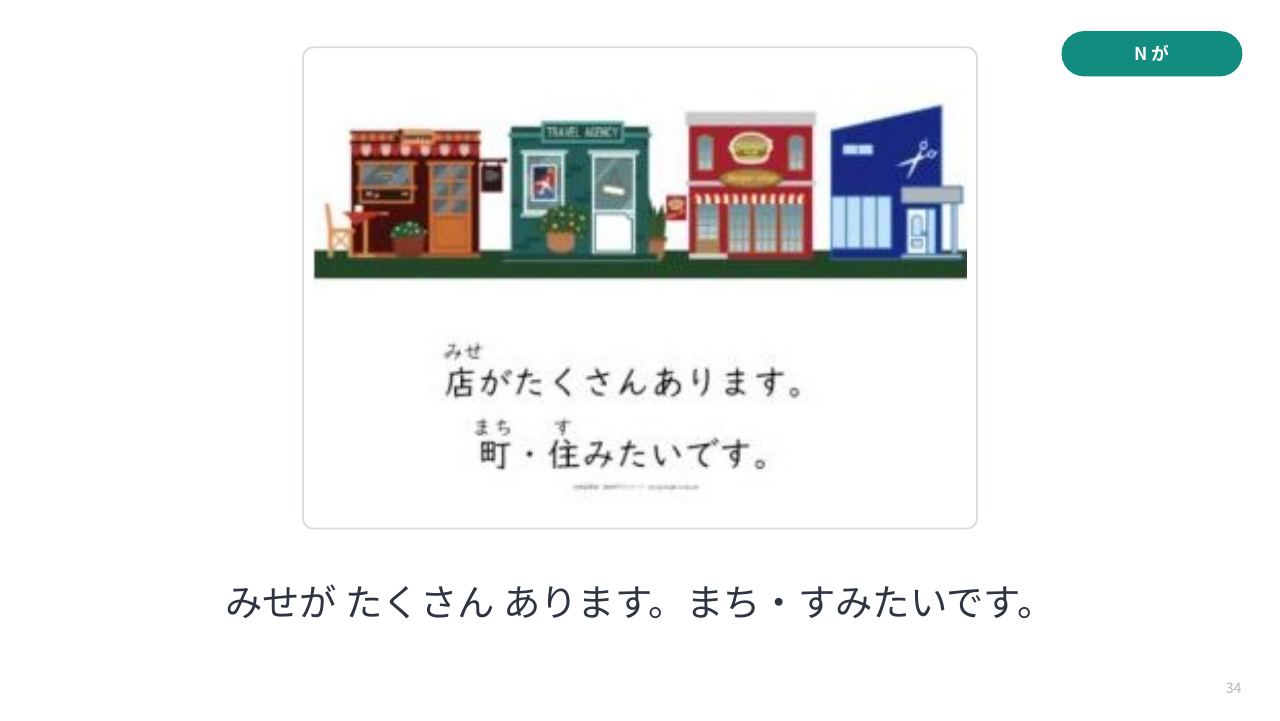 N が
TRAVEL AGENCY
みせ
店がたくさんあります。
まち す
町・住みたいです。
みせが たくさん あります。まち・すみたいです。
34